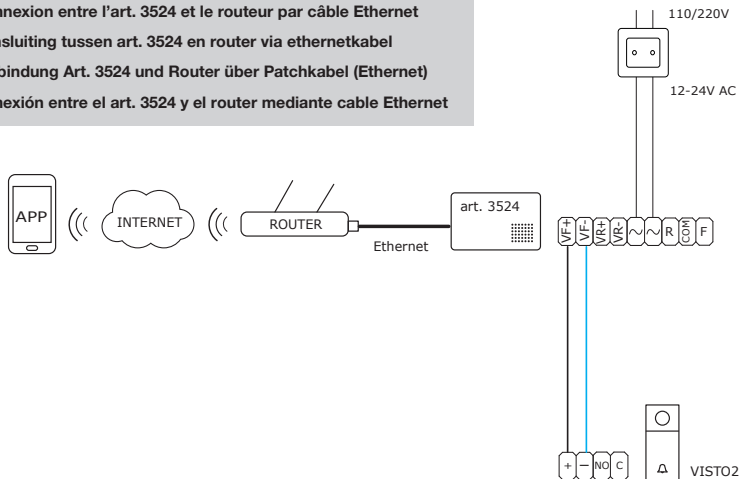 nnexion entre l’art. 3524 et le routeur par câble Ethernet
nsluiting tussen art. 3524 en router via ethernetkabel
bindung Art. 3524 und Router über Patchkabel (Ethernet)
nexión entre el art. 3524 y el router mediante cable Ethernet
110/220V
12-24V AC
APP
INTERNET
ROUTER
Ethernet
art. 3524
VF+ VF- VR+ VR- ~ ~ R COM F
+ − NO C
VISTO2